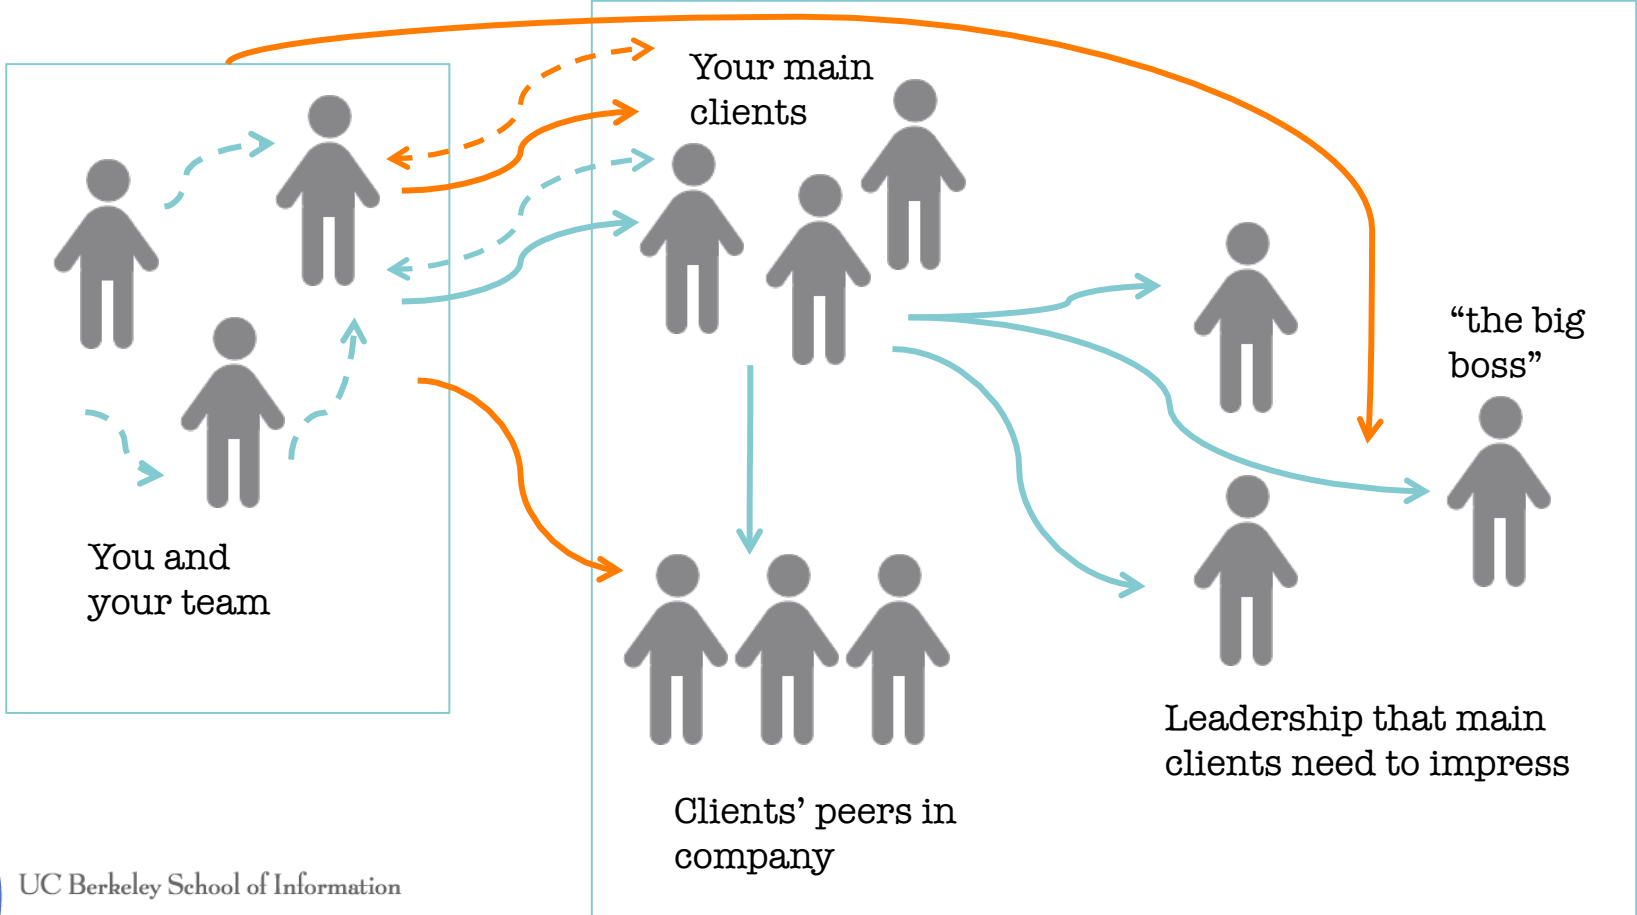 Your main
clients
“the big
boss”
You and
your team
Leadership that main
clients need to impress
Clients’ peers in
company
UC Berkeley School of Information